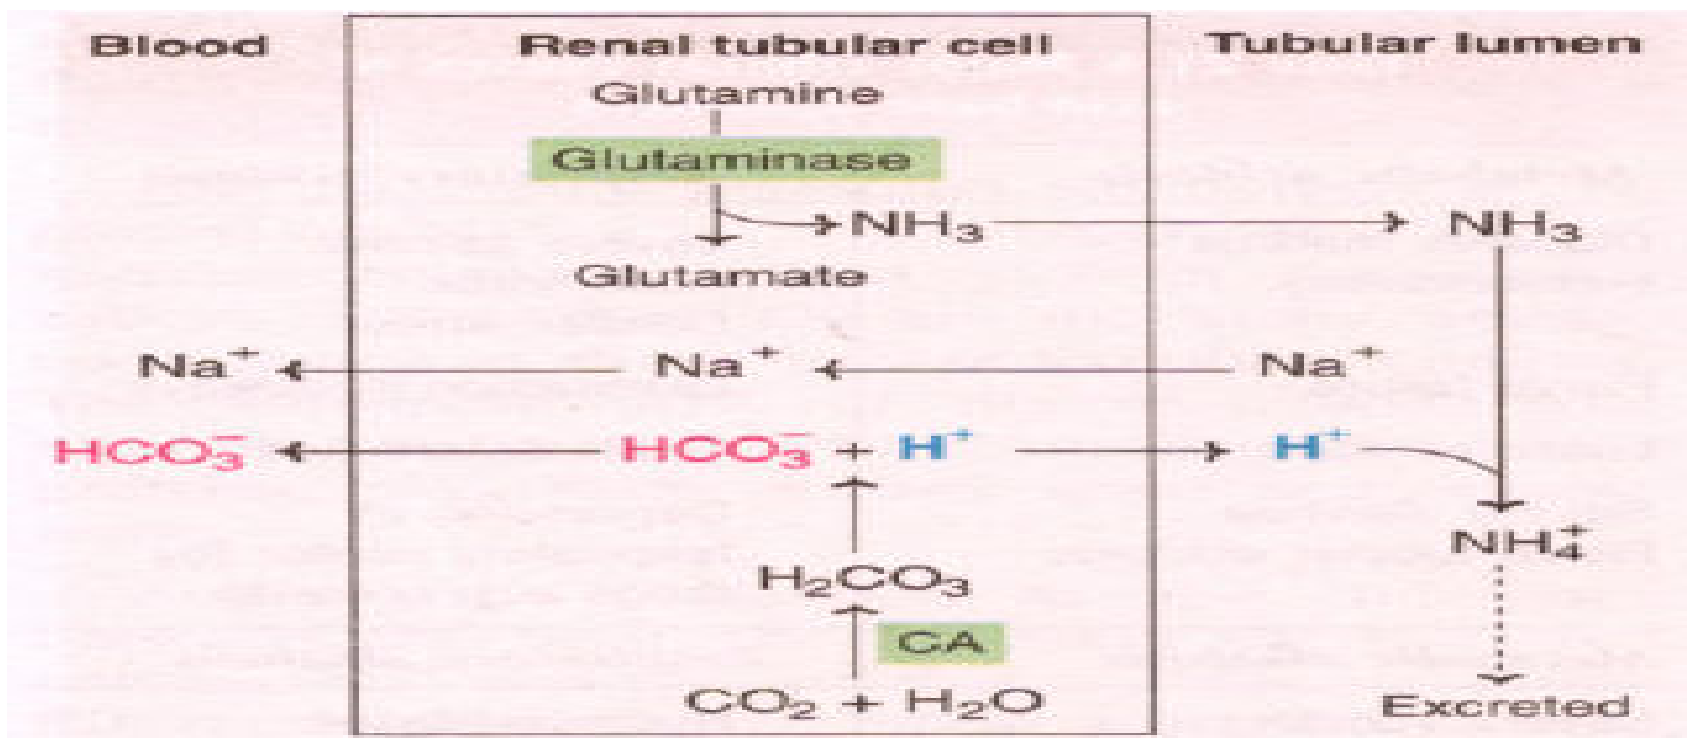 Blood Renal tubular cell Tubular lumen
Glutamine
Glutaminase
NH₃ NH₃
Glutamate
Na⁺ Na⁺ Na⁺
HCO₃⁻ HCO₃⁻ + H⁺ H⁺
NH₄⁺
H₂CO₃
CA
CO₂ + H₂O Excreted